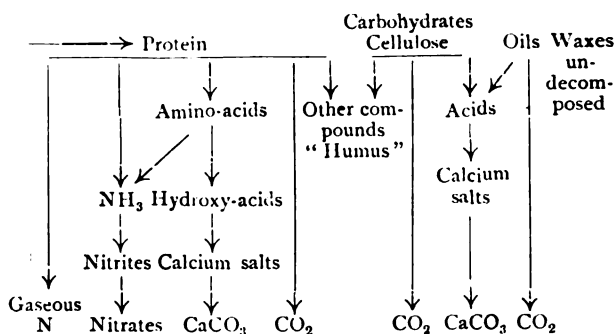 Protein
Carbohydrates
Cellulose
Oils
Waxes
un-
decom-
posed
Amino-acids
Other com-
pounds
" Humus "
Acids
NH₃
Hydroxy-acids
Calcium
salts
Nitrites
Calcium salts
Gaseous
N
Nitrates
CaCO₃
CO₂
CO₂
CaCO₃
CO₂